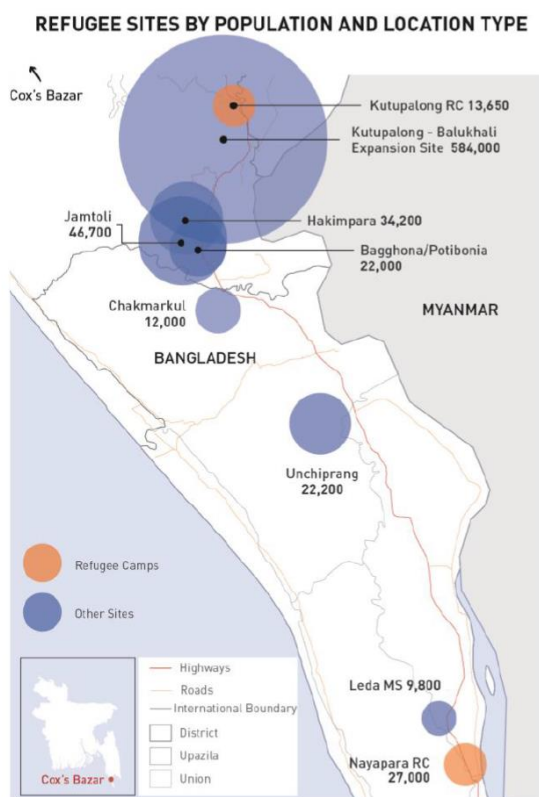 REFUGEE SITES BY POPULATION AND LOCATION TYPE
Cox's Bazar
Kutupalong RC 13,650
Kutupalong - Balukhali
Expansion Site 584,000
Jamtoli
46,700
Hakimpara 34,200
Bagghona/Potibonia
22,000
Chakmarkul
12,000
MYANMAR
BANGLADESH
Unchiprang
22,200
Refugee Camps
Other Sites
Leda MS 9,800
Nayapara RC
27,000
Highways
Roads
International Boundary
District
Upazila
Union
Cox's Bazar